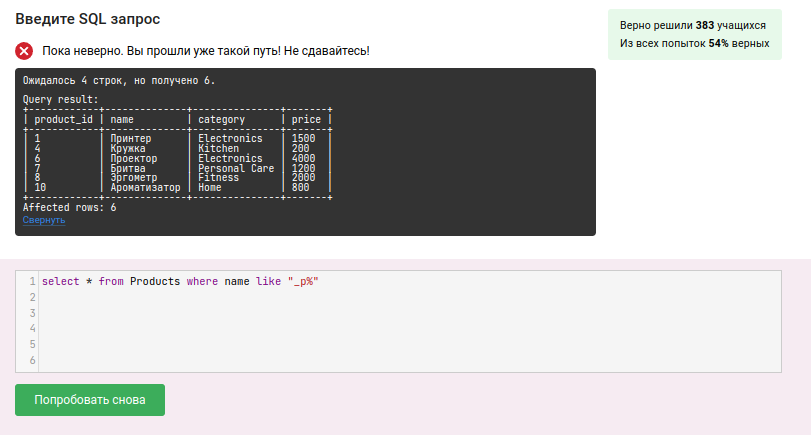 Введите SQL запрос
Верно решили 383 учащихся
Из всех попыток 54% верных
Пока неверно. Вы прошли уже такой путь! Не сдавайтесь!
Ожидалось 4 строк, но получено 6.
Query result:
+------------+--------------+---------------+-------+
| product_id | name         | category      | price |
+------------+--------------+---------------+-------+
| 1          | Принтер      | Electronics   | 1500  |
| 4          | Кружка       | Kitchen       | 200   |
| 6          | Проектор     | Electronics   | 4000  |
| 7          | Бритва       | Personal Care | 1200  |
| 8          | Эргометр     | Fitness       | 2000  |
| 10         | Ароматизатор | Home          | 800   |
+------------+--------------+---------------+-------+
Affected rows: 6
Свернуть
1 select * from Products where name like "_р%"
2
3
4
5
6
Попробовать снова